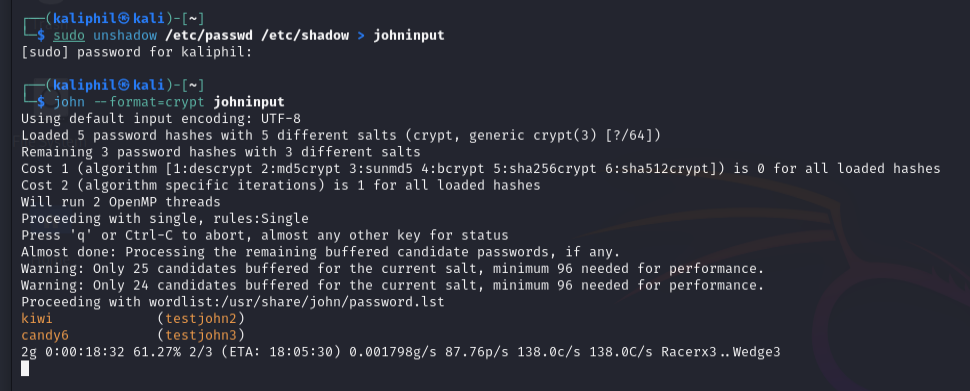 ┌──(kaliphil㉿kali)-[~]
└─$ sudo unshadow /etc/passwd /etc/shadow > johninput
[sudo] password for kaliphil:
┌──(kaliphil㉿kali)-[~]
└─$ john --format=crypt johninput
Using default input encoding: UTF-8
Loaded 5 password hashes with 5 different salts (crypt, generic crypt(3) [?/64])
Remaining 3 password hashes with 3 different salts
Cost 1 (algorithm [1:descrypt 2:md5crypt 3:sunmd5 4:bcrypt 5:sha256crypt 6:sha512crypt]) is 0 for all loaded hashes
Cost 2 (algorithm specific iterations) is 1 for all loaded hashes
Will run 2 OpenMP threads
Proceeding with single, rules:Single
Press 'q' or Ctrl-C to abort, almost any other key for status
Almost done: Processing the remaining buffered candidate passwords, if any.
Warning: Only 25 candidates buffered for the current salt, minimum 96 needed for performance.
Warning: Only 24 candidates buffered for the current salt, minimum 96 needed for performance.
Proceeding with wordlist:/usr/share/john/password.lst
kiwi (testjohn2)
candy6 (testjohn3)
2g 0:00:18:32 61.27% 2/3 (ETA: 18:05:30) 0.001798g/s 87.76p/s 138.0c/s 138.0C/s Racerx3..Wedge3